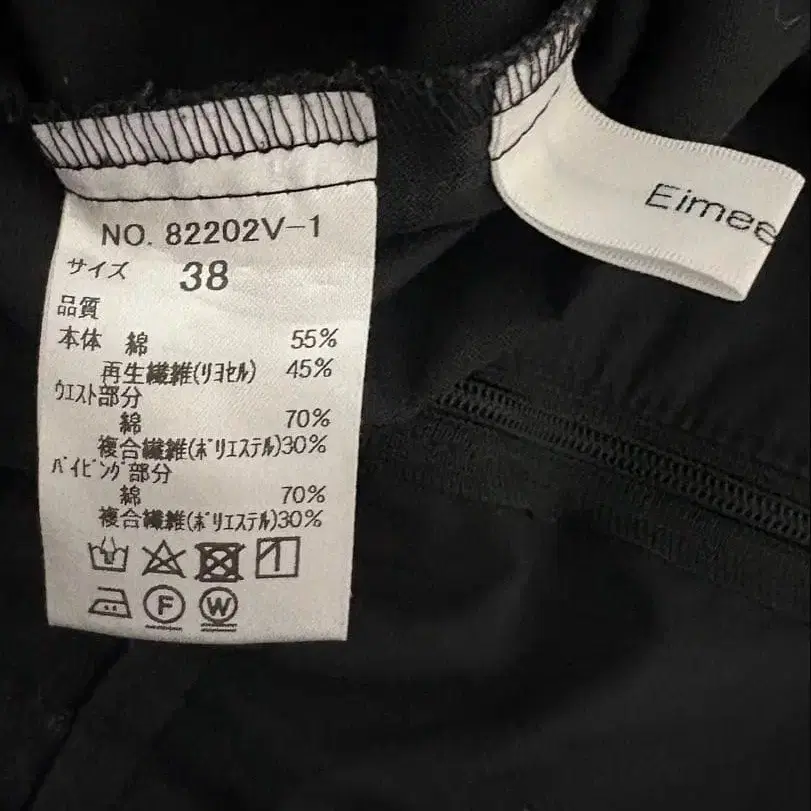 NO. 82202V-1
サイズ 38
品質
本体 綿 55%
再生繊維(リヨセル) 45%
ウエスト部分
綿 70%
複合繊維(ポリエステル)30%
パイピング部分
綿 70%
複合繊維(ポリエステル)30%
F W
Eimee